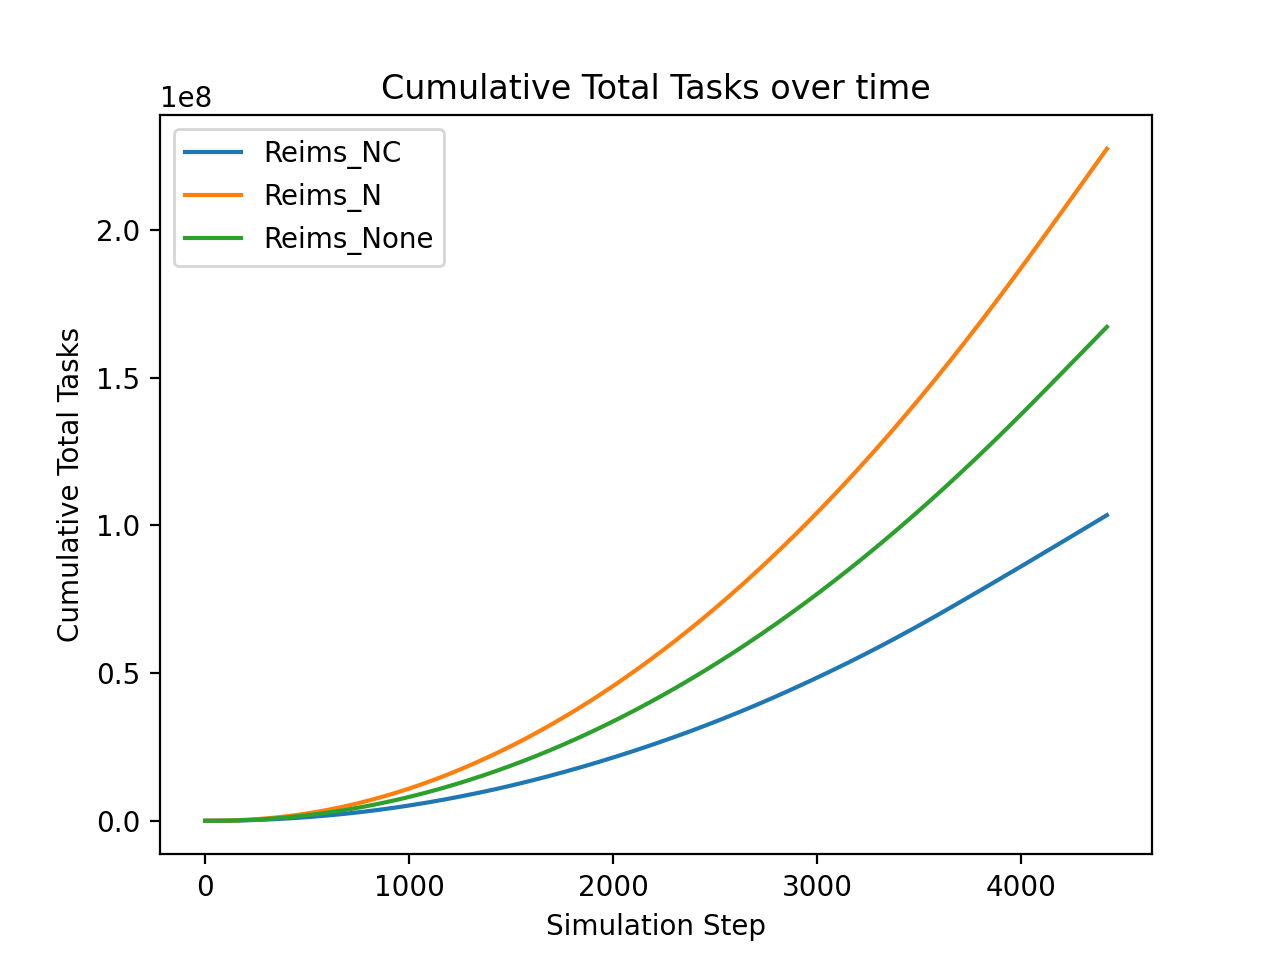 Cumulative Total Tasks over time
1e8
Reims_NC
Reims_N
Reims_None
2.0
1.5
1.0
0.5
0.0
Cumulative Total Tasks
0 1000 2000 3000 4000
Simulation Step